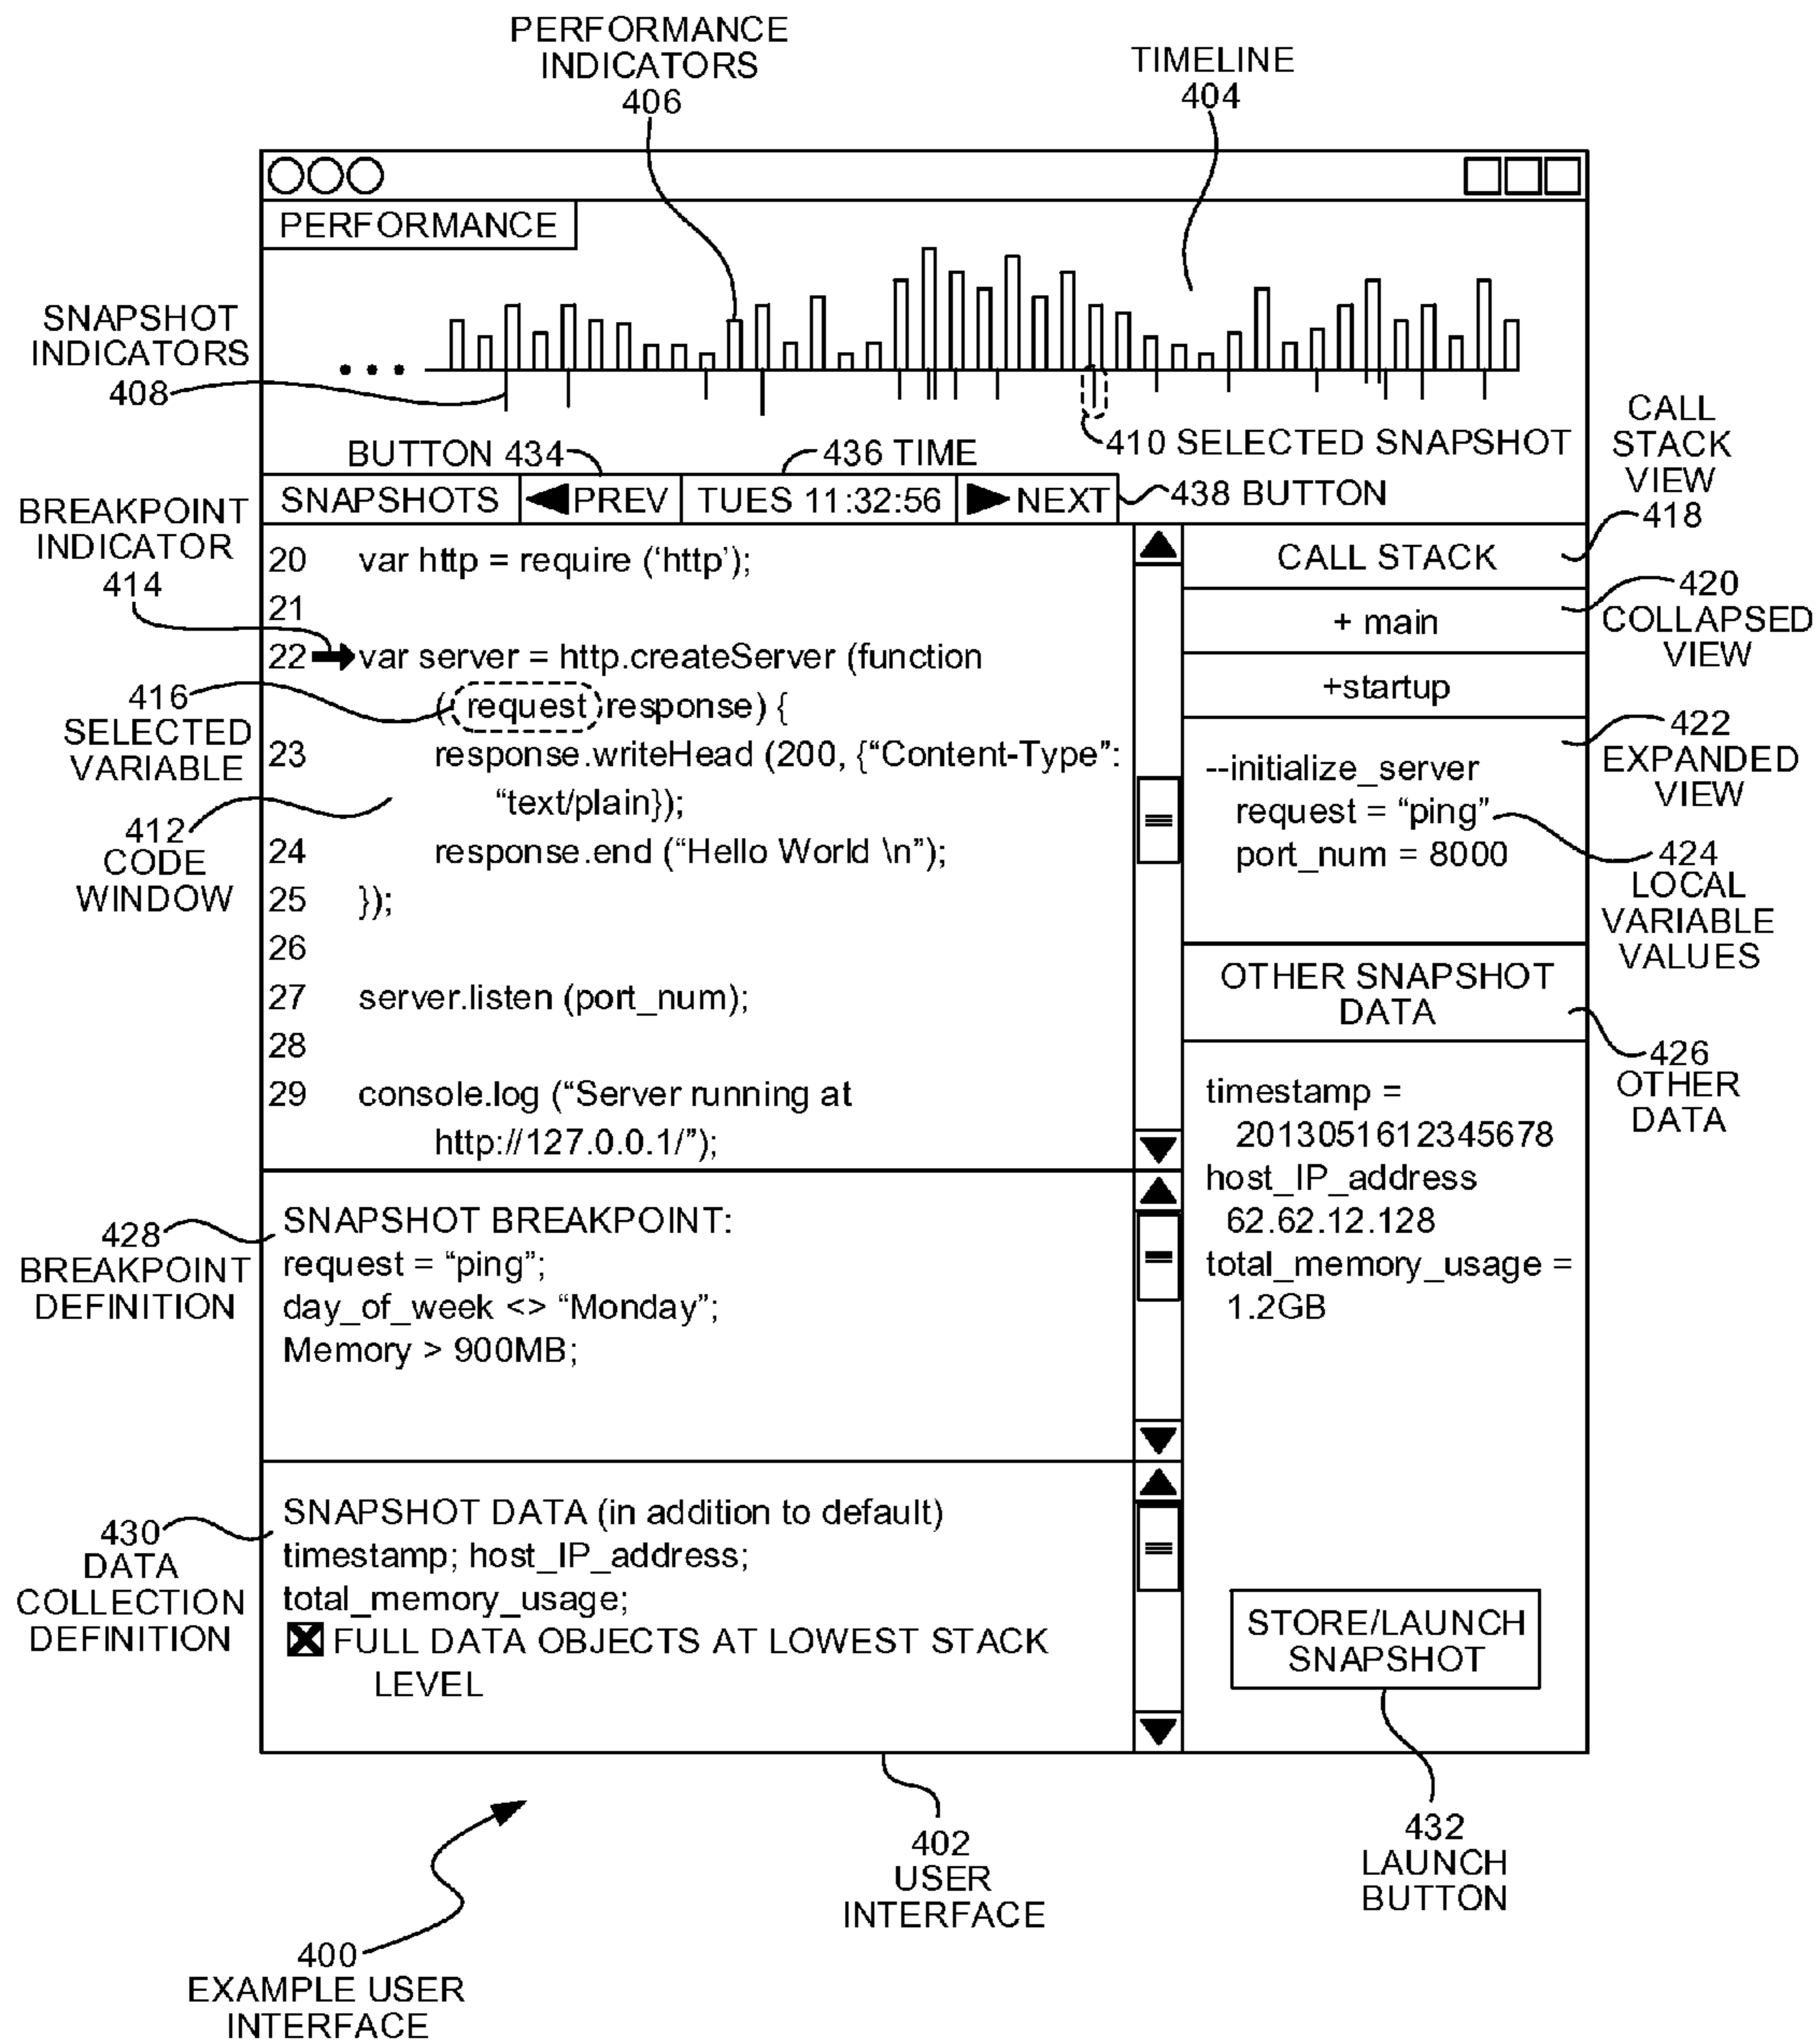 PERFORMANCE
INDICATORS
406
TIMELINE
404
PERFORMANCE
SNAPSHOT
INDICATORS
408
410 SELECTED SNAPSHOT
BUTTON 434
436 TIME
438 BUTTON
SNAPSHOTS
PREV
TUES 11:32:56
NEXT
CALL
STACK
VIEW
418
BREAKPOINT
INDICATOR
414
416
SELECTED
VARIABLE
412
CODE
WINDOW
20 var http = require (‘http’);
21
22 var server = http.createServer (function
( request response) {
23 response.writeHead (200, {“Content-Type”:
“text/plain});
24 response.end (“Hello World \n”);
25 });
26
27 server.listen (port_num);
28
29 console.log (“Server running at
http://127.0.0.1/”);
CALL STACK
+ main
+startup
--initialize_server
request = “ping”
port_num = 8000
420
COLLAPSED
VIEW
422
EXPANDED
VIEW
424
LOCAL
VARIABLE
VALUES
OTHER SNAPSHOT
DATA
426
OTHER
DATA
timestamp =
2013051612345678
host_IP_address
62.62.12.128
total_memory_usage =
1.2GB
428
BREAKPOINT
DEFINITION
SNAPSHOT BREAKPOINT:
request = “ping”;
day_of_week <> “Monday”;
Memory > 900MB;
430
DATA
COLLECTION
DEFINITION
SNAPSHOT DATA (in addition to default)
timestamp; host_IP_address;
total_memory_usage;
FULL DATA OBJECTS AT LOWEST STACK
LEVEL
STORE/LAUNCH
SNAPSHOT
432
LAUNCH
BUTTON
402
USER
INTERFACE
400
EXAMPLE USER
INTERFACE